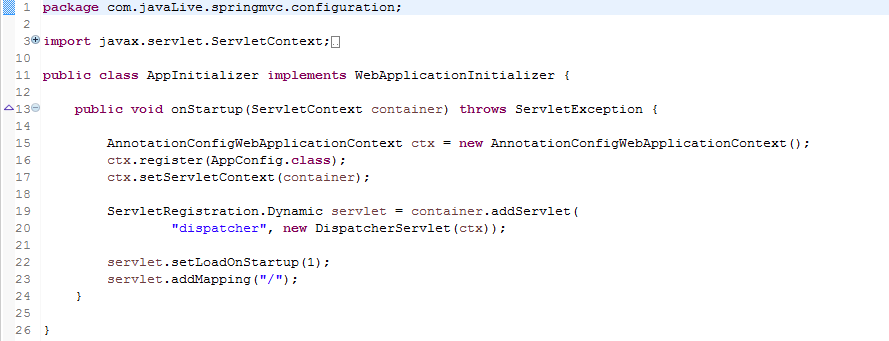 1 package com.javaLive.springmvc.configuration;
2
3 import javax.servlet.ServletContext;
10
11 public class AppInitializer implements WebApplicationInitializer {
12
13 public void onStartup(ServletContext container) throws ServletException {
14
15 AnnotationConfigWebApplicationContext ctx = new AnnotationConfigWebApplicationContext();
16 ctx.register(AppConfig.class);
17 ctx.setServletContext(container);
18
19 ServletRegistration.Dynamic servlet = container.addServlet(
20 "dispatcher", new DispatcherServlet(ctx));
21
22 servlet.setLoadOnStartup(1);
23 servlet.addMapping("/");
24 }
25
26 }